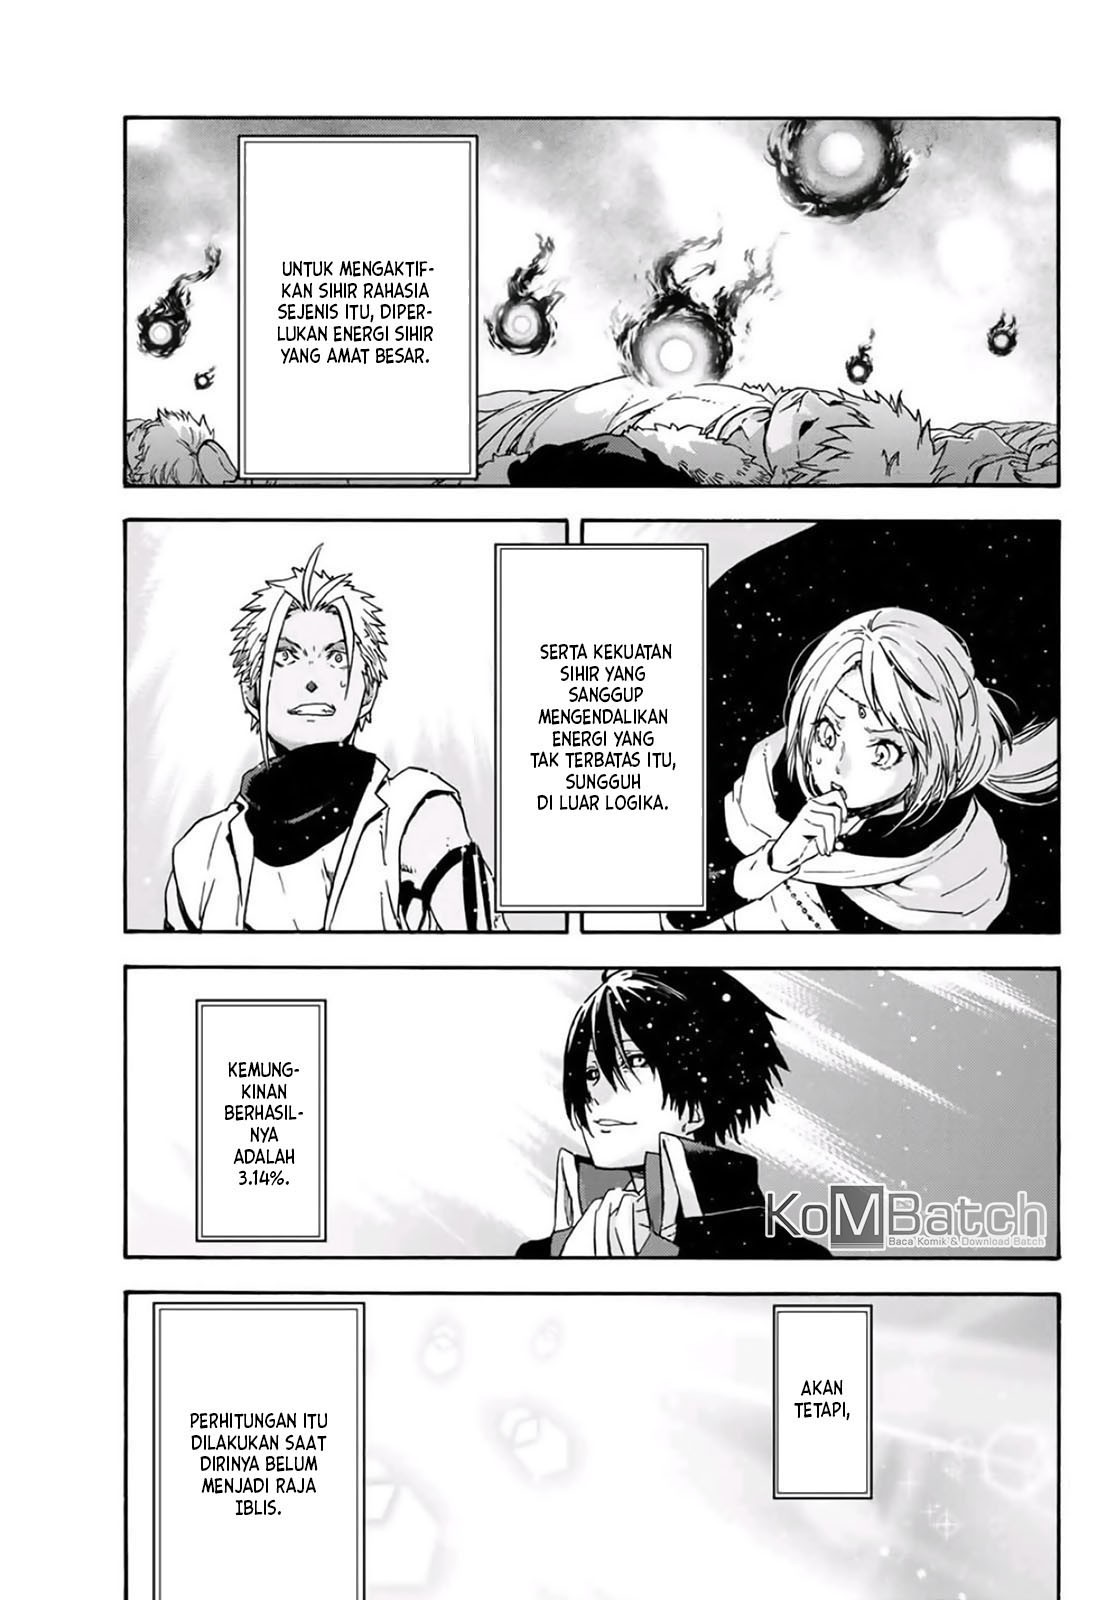 UNTUK MENGAKTIF-
KAN SIHIR RAHASIA
SEJENIS ITU, DIPER-
LUKAN ENERGI SIHIR
YANG AMAT BESAR.
SERTA KEKUATAN
SIHIR YANG
SANGGUP
MENGENDALIKAN
ENERGI YANG
TAK TERBATAS ITU,
SUNGGUH
DI LUAR LOGIKA.
KEMUNG-
KINAN
BERHASIL-
NYA
ADALAH
3.14%.
KoMBatch
Baca Komik & Download Batch
AKAN
TETAPI,
PERHITUNGAN ITU
DILAKUKAN SAAT
DIRINYA BELUM
MENJADI RAJA
IBLIS.